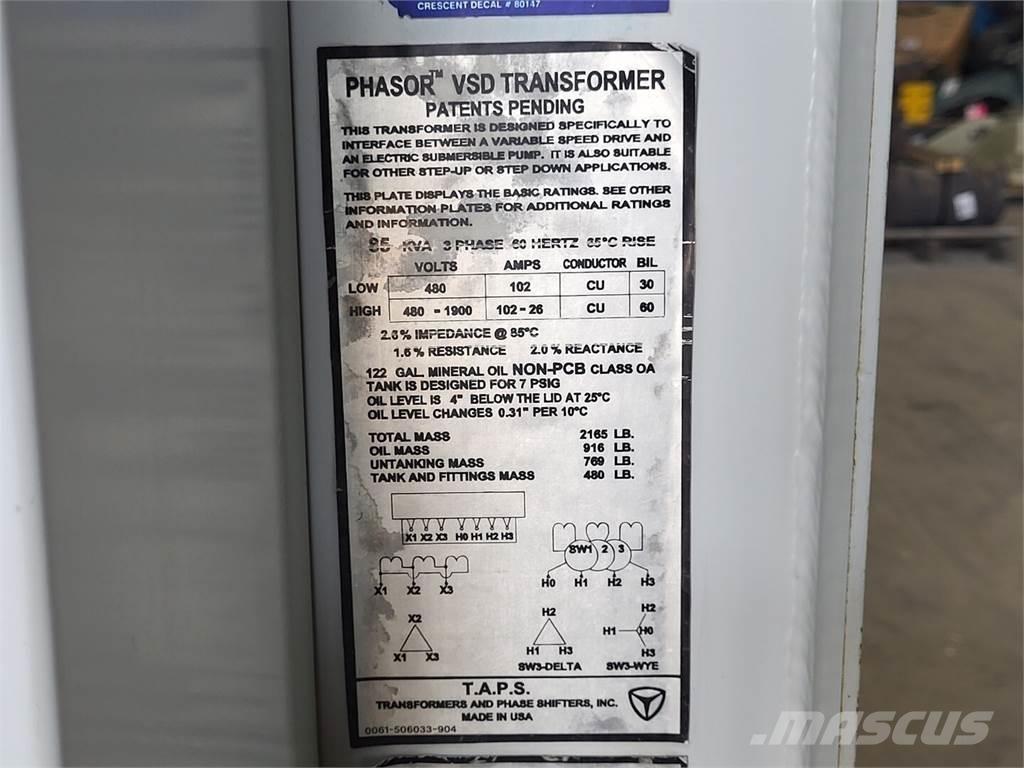 CRESCENT DECAL # 80147
PHASOR™ VSD TRANSFORMER
PATENTS PENDING
THIS TRANSFORMER IS DESIGNED SPECIFICALLY TO
INTERFACE BETWEEN A VARIABLE SPEED DRIVE AND
AN ELECTRIC SUBMERSIBLE PUMP. IT IS ALSO SUITABLE
FOR OTHER STEP-UP OR STEP DOWN APPLICATIONS.
THIS PLATE DISPLAYS THE BASIC RATINGS. SEE OTHER
INFORMATION PLATES FOR ADDITIONAL RATINGS
AND INFORMATION.
85 KVA 3 PHASE 60 HERTZ 65°C RISE
VOLTS AMPS CONDUCTOR BIL
LOW 480 102 CU 30
HIGH 480 - 1900 102 - 26 CU 60
2.6 % IMPEDANCE @ 85°C
1.6 % RESISTANCE 2.0 % REACTANCE
122 GAL. MINERAL OIL NON-PCB CLASS OA
TANK IS DESIGNED FOR 7 PSIG
OIL LEVEL IS 4" BELOW THE LID AT 25°C
OIL LEVEL CHANGES 0.31" PER 10°C
TOTAL MASS 2165 LB.
OIL MASS 916 LB.
UNTANKING MASS 769 LB.
TANK AND FITTINGS MASS 480 LB.
X1 X2 X3 H0 H1 H2 H3
SW1 2 3
H0 H1 H2 H3
X1 X2 X3
X2
X1 X3
H2
H1 H3
SW3-DELTA
H2
H1 H0
H3
SW3-WYE
T.A.P.S.
TRANSFORMERS AND PHASE SHIFTERS, INC.
MADE IN USA
0061-506033-904
MASCUS